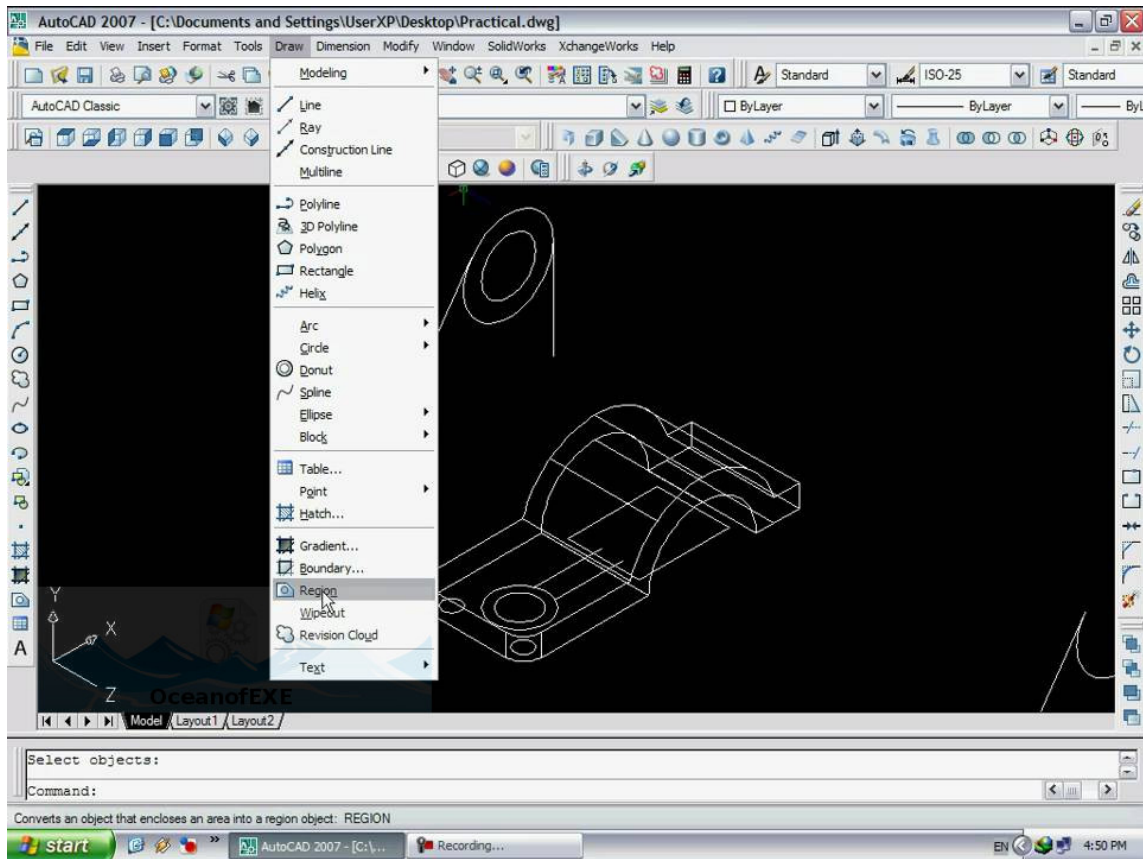 AutoCAD 2007 - [C:\Documents and Settings\UserXP\Desktop\Practical.dwg]
File Edit View Insert Format Tools Draw Dimension Modify Window SolidWorks XchangeWorks Help
Standard ISO-25 Standard
AutoCAD Classic ByLayer ByLayer ByL
Modeling
Line
Ray
Construction Line
Multiline
Polyline
3D Polyline
Polygon
Rectangle
Helix
Arc
Circle
Donut
Spline
Ellipse
Block
Table...
Point
Hatch...
Gradient...
Boundary...
Region
Wipeout
Revision Cloud
Text
A
Y
X
Z
OceanofEXE
Model Layout1 Layout2
Select objects:
Command:
Converts an object that encloses an area into a region object: REGION
start AutoCAD 2007 - [C:\... Recording... EN 4:50 PM